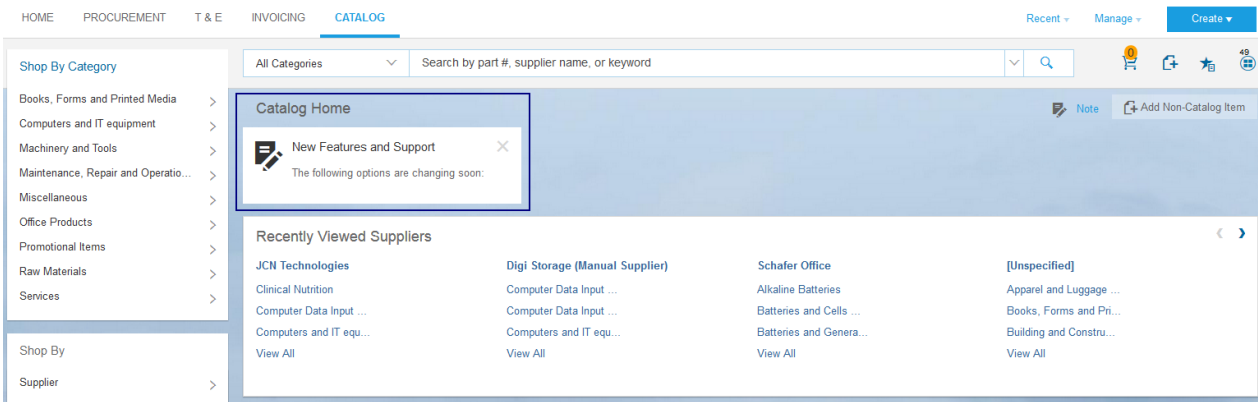 HOME PROCUREMENT T & E INVOICING CATALOG Recent Manage Create
Shop By Category
Books, Forms and Printed Media
Computers and IT equipment
Machinery and Tools
Maintenance, Repair and Operatio...
Miscellaneous
Office Products
Promotional Items
Raw Materials
Services
Shop By
Supplier
All Categories Search by part #, supplier name, or keyword 0 49
Catalog Home Note Add Non-Catalog Item
New Features and Support
The following options are changing soon:
Recently Viewed Suppliers
JCN Technologies
Clinical Nutrition
Computer Data Input ...
Computers and IT equ...
View All
Digi Storage (Manual Supplier)
Computer Data Input ...
Computer Data Input ...
Computers and IT equ...
View All
Schafer Office
Alkaline Batteries
Batteries and Cells ...
Batteries and Genera...
View All
[Unspecified]
Apparel and Luggage ...
Books, Forms and Pri...
Building and Constru...
View All